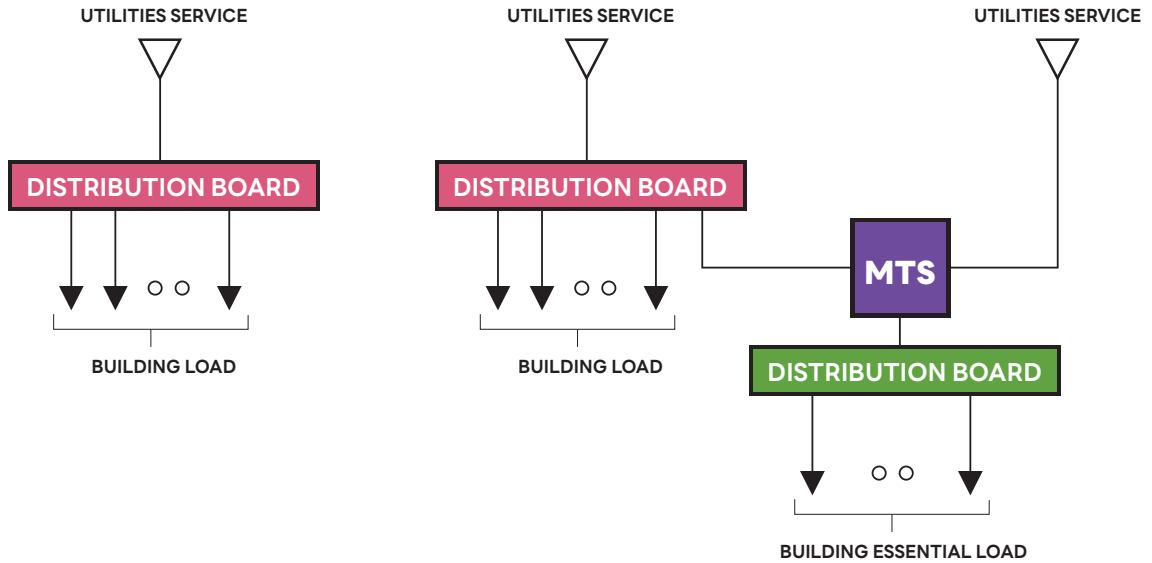 UTILITIES SERVICE
UTILITIES SERVICE
UTILITIES SERVICE
DISTRIBUTION BOARD
DISTRIBUTION BOARD
MTS
BUILDING LOAD
BUILDING LOAD
DISTRIBUTION BOARD
BUILDING ESSENTIAL LOAD